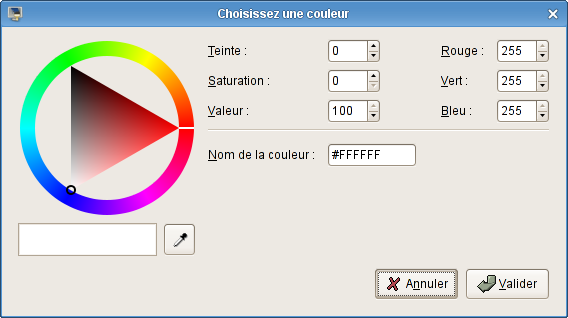 Choisissez une couleur
Teinte : 0 Rouge : 255
Saturation : 0 Vert : 255
Valeur : 100 Bleu : 255
Nom de la couleur : #FFFFFF
Annuler Valider